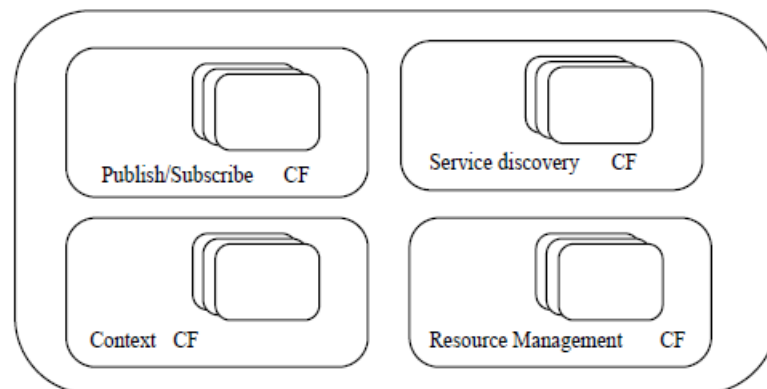 Publish/Subscribe CF
Service discovery CF
Context CF
Resource Management CF